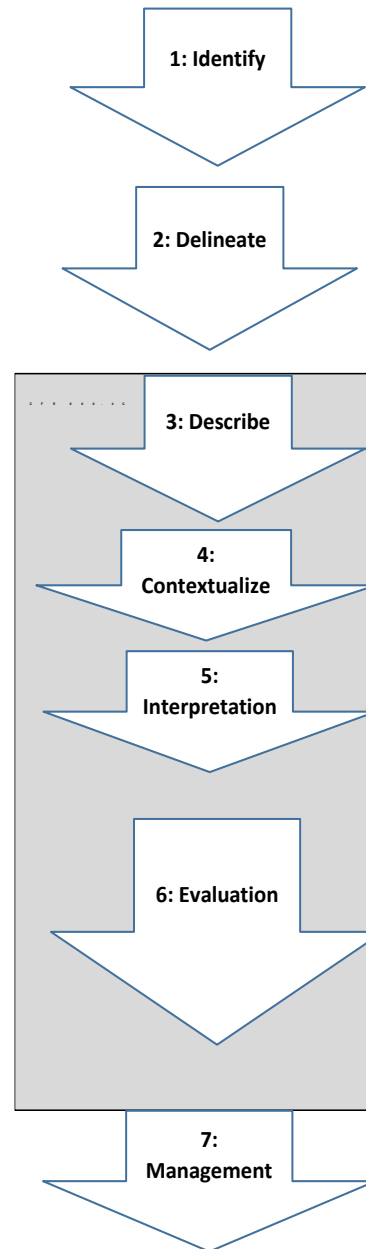 1: Identify
2: Delineate
3: Describe
4:
Contextualize
5:
Interpretation
6: Evaluation
7:
Management